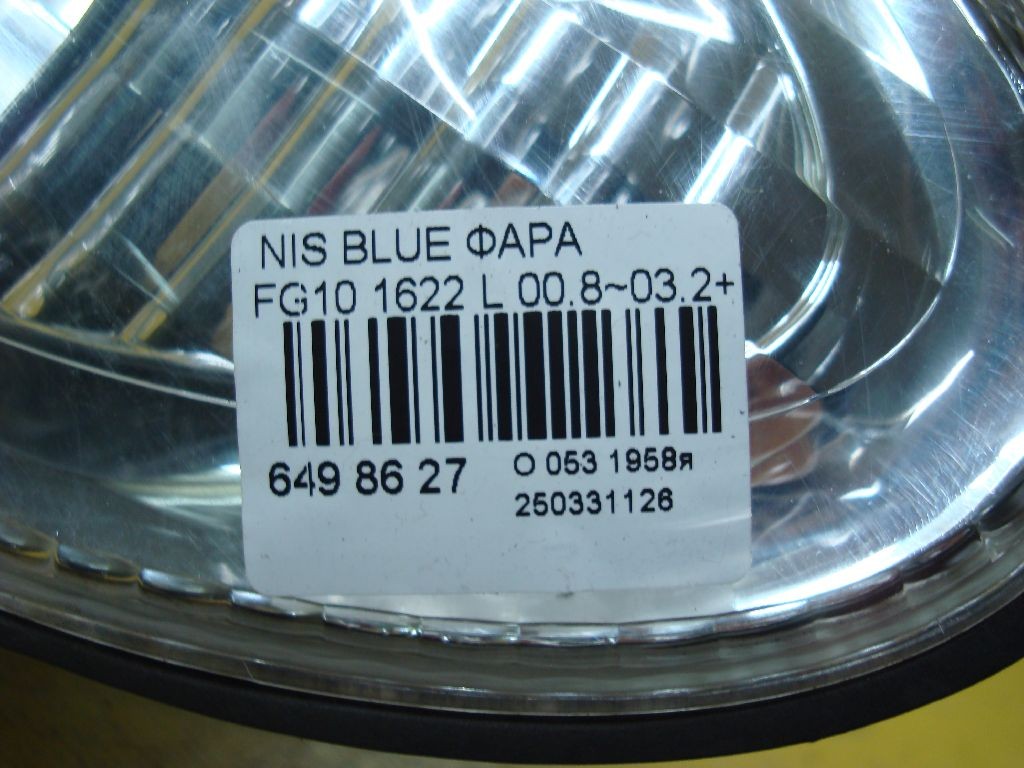 NIS BLUE ФАРА
FG10 1622 L 00.8~03.2+
649 86 27
О 053 1958я
250331126